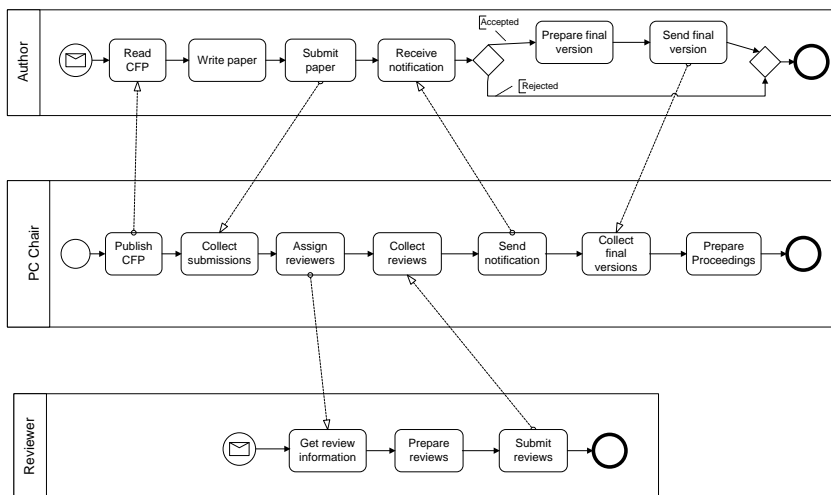 Author
Read
CFP
Write paper
Submit
paper
Receive
notification
Accepted
Rejected
Prepare final
version
Send final
version
PC Chair
Publish
CFP
Collect
submissions
Assign
reviewers
Collect
reviews
Send
notification
Collect
final
versions
Prepare
Proceedings
Reviewer
Get review
information
Prepare
reviews
Submit
reviews